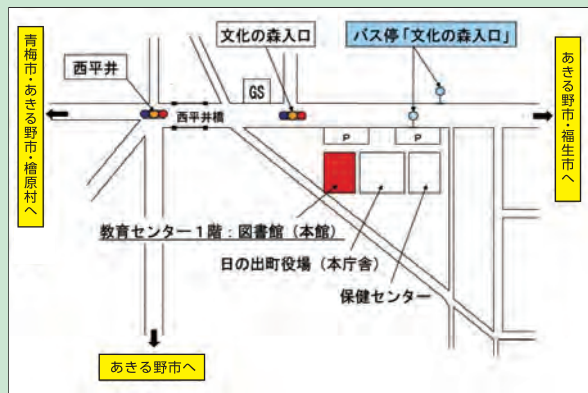 青梅市・あきる野市・檜原村へ
西平井
文化の森入口
バス停「文化の森入口」
あきる野市・福生市へ
GS
西平井橋
P
P
教育センター１階：図書館（本館）
日の出町役場（本庁舎）
保健センター
あきる野市へ